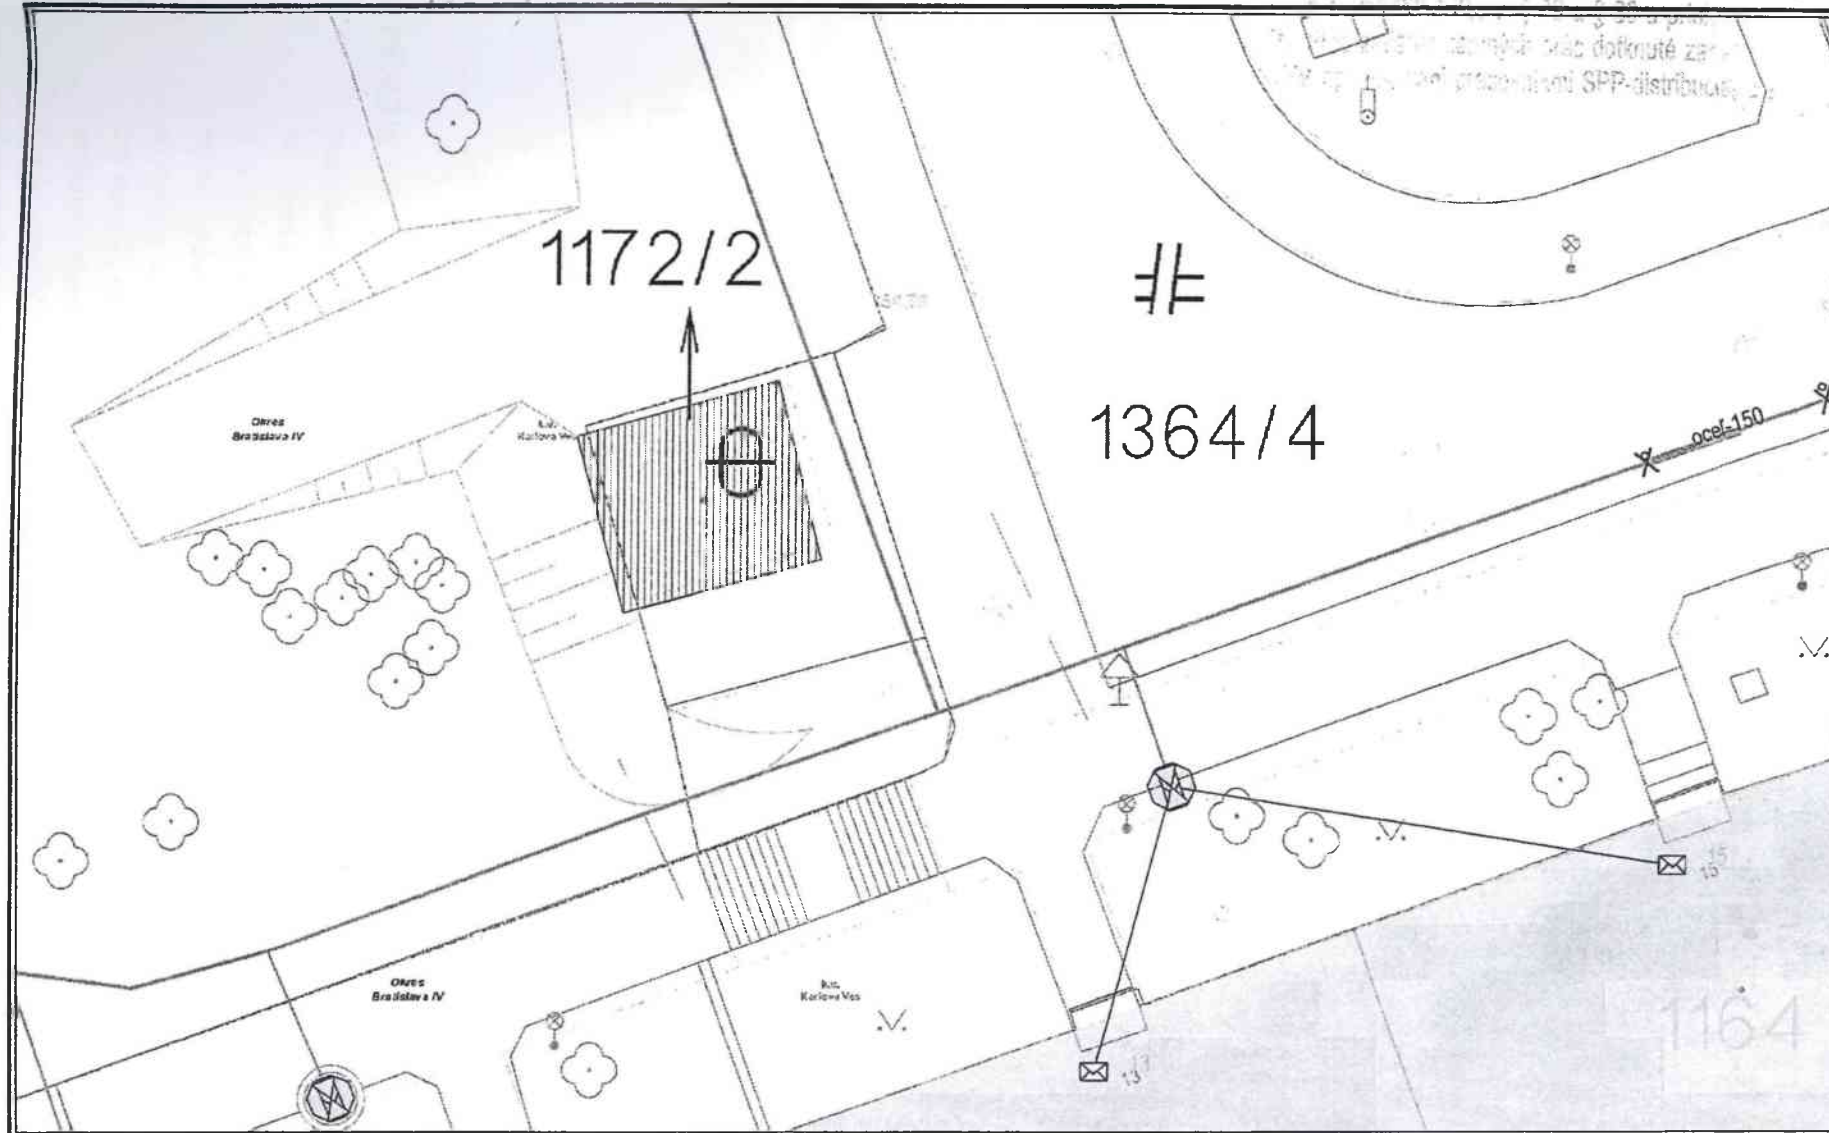 dotknuté
SPP-distribúcia
1172/2
1364/4
oceľ-150
Okres
Bratislava IV
k.ú.
Karlova Ves
Okres
Bratislava IV
k.ú.
Karlova Ves
15
15
13
1164